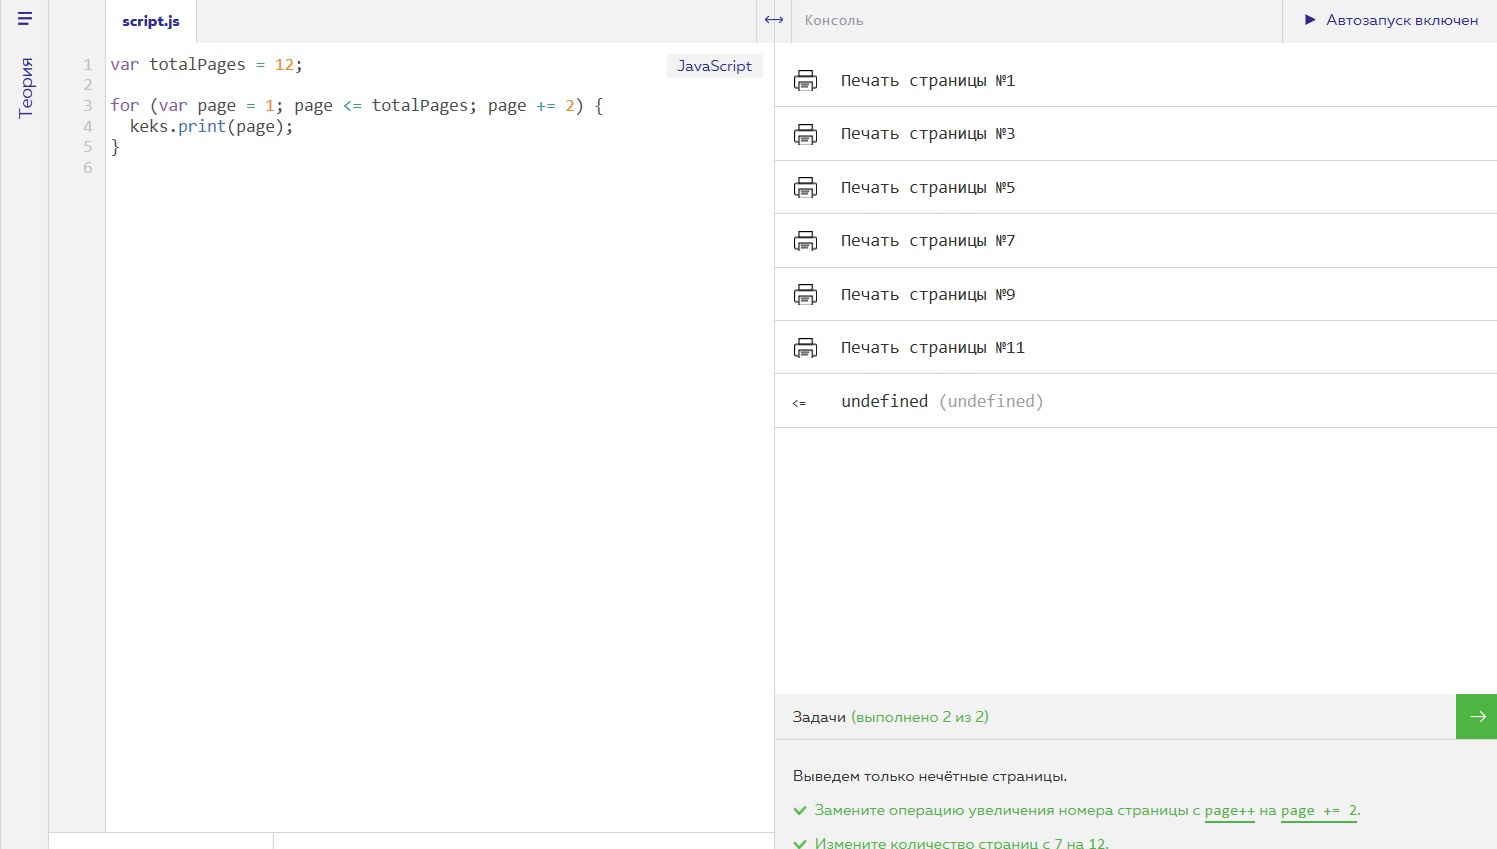 script.js
Консоль
Автозапуск включен
Теория
JavaScript
1 var totalPages = 12;
2
3 for (var page = 1; page <= totalPages; page += 2) {
4   keks.print(page);
5 }
6
Печать страницы №1
Печать страницы №3
Печать страницы №5
Печать страницы №7
Печать страницы №9
Печать страницы №11
<= undefined (undefined)
Задачи (выполнено 2 из 2)
Выведем только нечётные страницы.
Замените операцию увеличения номера страницы с page++ на page += 2.
Измените количество страниц с 7 на 12.